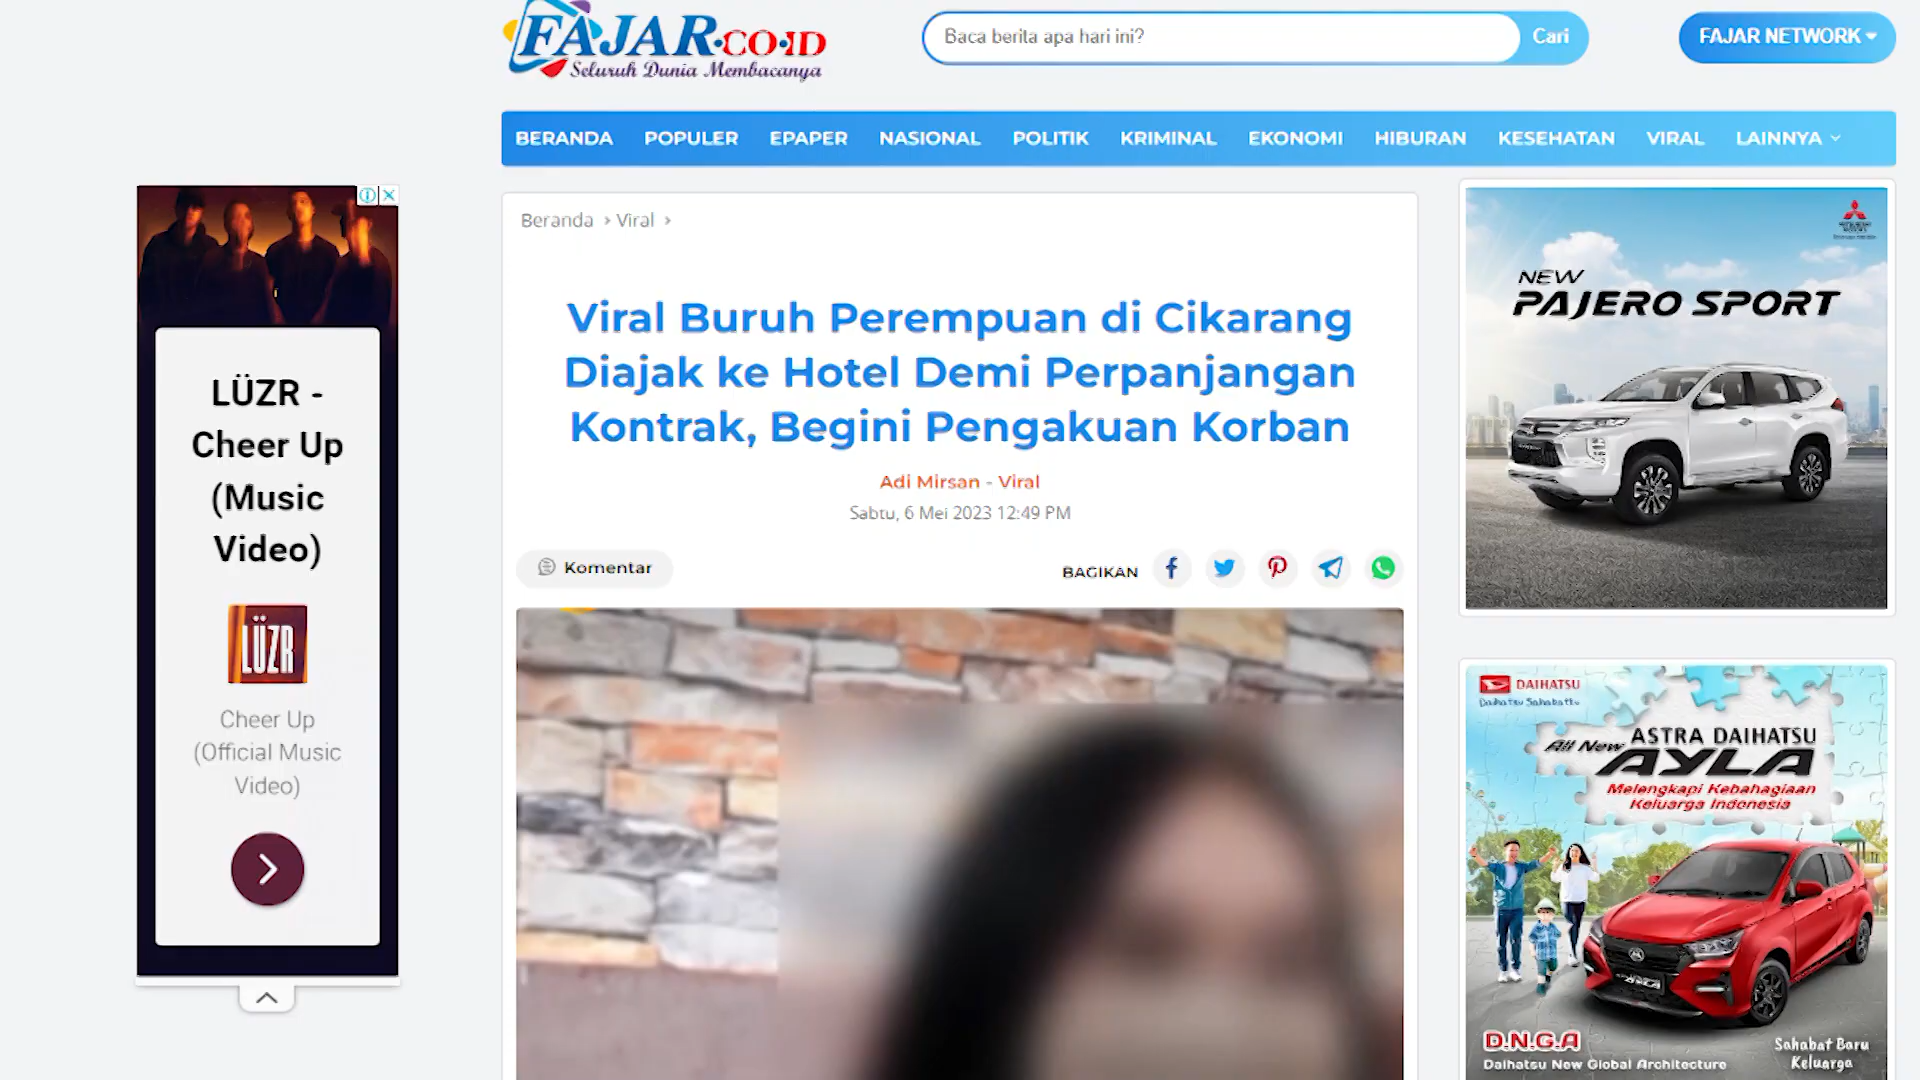 FAJAR.CO.ID
Seluruh Dunia Membacanya
Baca berita apa hari ini?
Cari
FAJAR NETWORK
BERANDA POPULER EPAPER NASIONAL POLITIK KRIMINAL EKONOMI HIBURAN KESEHATAN VIRAL LAINNYA
Beranda › Viral ›
Viral Buruh Perempuan di Cikarang
Diajak ke Hotel Demi Perpanjangan
Kontrak, Begini Pengakuan Korban
Adi Mirsan - Viral
Sabtu, 6 Mei 2023 12:49 PM
Komentar
BAGIKAN
LÜZR -
Cheer Up
(Music
Video)
LÜZR
Cheer Up
(Official Music
Video)
NEW
PAJERO SPORT
DAIHATSU
Daihatsu Sahabatku
All New ASTRA DAIHATSU
AYLA
Melengkapi Kebahagiaan
Keluarga Indonesia
D.N.G.A
Daihatsu New Global Architecture
Sahabat Baru
Keluarga